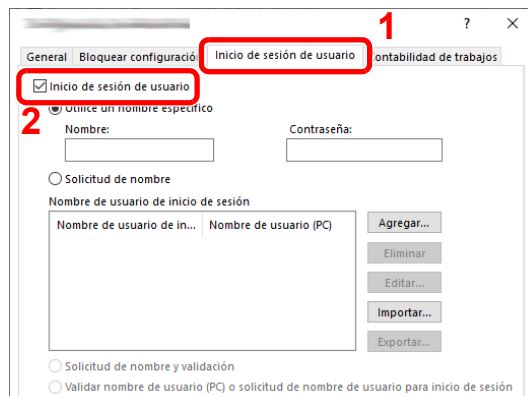 1
? ×
General Bloquear configuración Inicio de sesión de usuario Contabilidad de trabajos
Inicio de sesión de usuario
2
Utilice un nombre específico
Nombre: Contraseña:
Solicitud de nombre
Nombre de usuario de inicio de sesión
Nombre de usuario de in... Nombre de usuario (PC)
Agregar...
Eliminar
Editar...
Importar...
Exportar...
Solicitud de nombre y validación
Validar nombre de usuario (PC) o solicitud de nombre de usuario para inicio de sesión